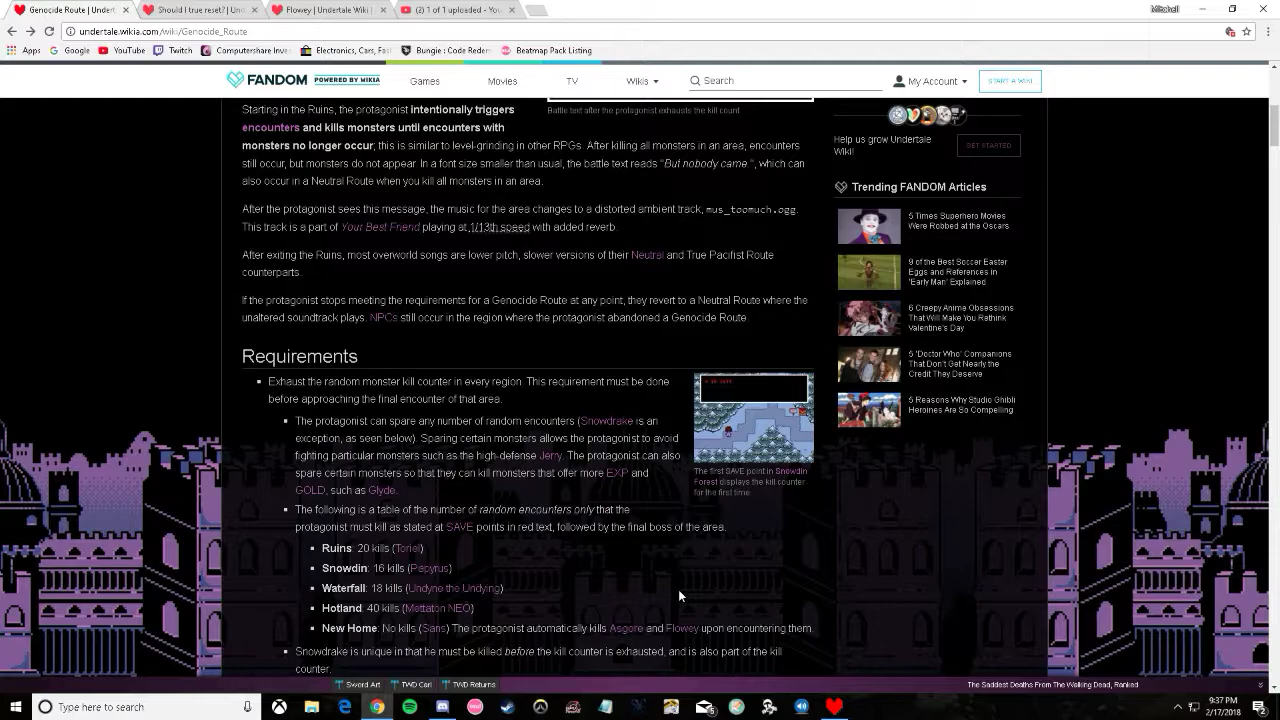 Genocide Route | Undert
Should I true reset? | Un
Flowey | Undertale Wiki |
(2) 1 of 1 uploaded - You
Mitchell
undertale.wikia.com/wiki/Genocide_Route
Apps Google YouTube Twitch Computershare Inves Electronics, Cars, Fas Bungie : Code Redem Beatmap Pack Listing
FANDOM POWERED BY WIKIA Games Movies TV Wikis Search My Account START A WIKI
Starting in the Ruins, the protagonist intentionally triggers
encounters and kills monsters until encounters with
monsters no longer occur; this is similar to level-grinding in other RPGs. After killing all monsters in an area, encounters
still occur, but monsters do not appear. In a font size smaller than usual, the battle text reads "But nobody came.", which can
also occur in a Neutral Route when you kill all monsters in an area.
Battle text after the protagonist exhausts the kill count
After the protagonist sees this message, the music for the area changes to a distorted ambient track, mus_toomuch.ogg.
This track is a part of Your Best Friend playing at 1/13th speed with added reverb.
After exiting the Ruins, most overworld songs are lower pitch, slower versions of their Neutral and True Pacifist Route
counterparts.
If the protagonist stops meeting the requirements for a Genocide Route at any point, they revert to a Neutral Route where the
unaltered soundtrack plays. NPCs still occur in the region where the protagonist abandoned a Genocide Route.
Requirements
Exhaust the random monster kill counter in every region. This requirement must be done
before approaching the final encounter of that area.
The protagonist can spare any number of random encounters (Snowdrake is an
exception, as seen below). Sparing certain monsters allows the protagonist to avoid
fighting particular monsters such as the high-defense Jerry. The protagonist can also
spare certain monsters so that they can kill monsters that offer more EXP and
GOLD, such as Glyde.
The following is a table of the number of random encounters only that the
protagonist must kill as stated at SAVE points in red text, followed by the final boss of the area.
Ruins: 20 kills (Toriel)
Snowdin: 16 kills (Papyrus)
Waterfall: 18 kills (Undyne the Undying)
Hotland: 40 kills (Mettaton NEO)
New Home: No kills (Sans) The protagonist automatically kills Asgore and Flowey upon encountering them.
Snowdrake is unique in that he must be killed before the kill counter is exhausted, and is also part of the kill
counter.
The first SAVE point in Snowdin
Forest displays the kill counter
for the first time
Help us grow Undertale
Wiki!
GET STARTED
Trending FANDOM Articles
5 Times Superhero Movies
Were Robbed at the Oscars
9 of the Best Soccer Easter
Eggs and References in
'Early Man' Explained
6 Creepy Anime Obsessions
That Will Make You Rethink
Valentine's Day
5 'Doctor Who' Companions
That Don't Get Nearly the
Credit They Deserve
5 Reasons Why Studio Ghibli
Heroines Are So Compelling
Sword Art TWD Carl TWD Returns The Saddest Deaths From The Walking Dead, Ranked
Type here to search
9:37 PM
2/17/2018